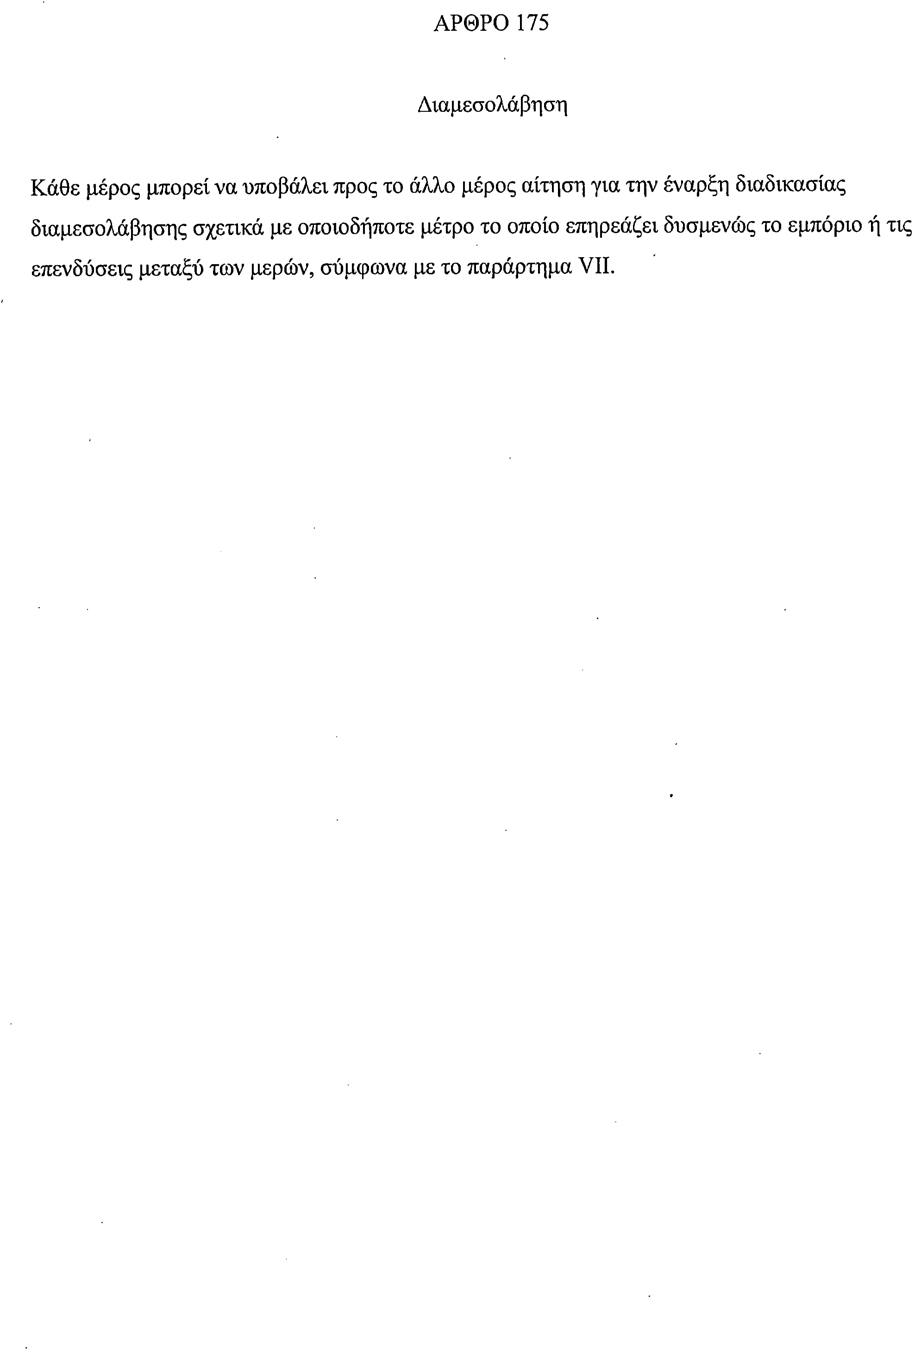 ΑΡΘΡΟ 175
Διαμεσολάβηση
Κάθε μέρος μπορεί να υποβάλει προς το άλλο μέρος αίτηση για την έναρξη διαδικασίας
διαμεσολάβησης σχετικά με οποιοδήποτε μέτρο το οποίο επηρεάζει δυσμενώς το εμπόριο ή τις
επενδύσεις μεταξύ των μερών, σύμφωνα με το παράρτημα VII.